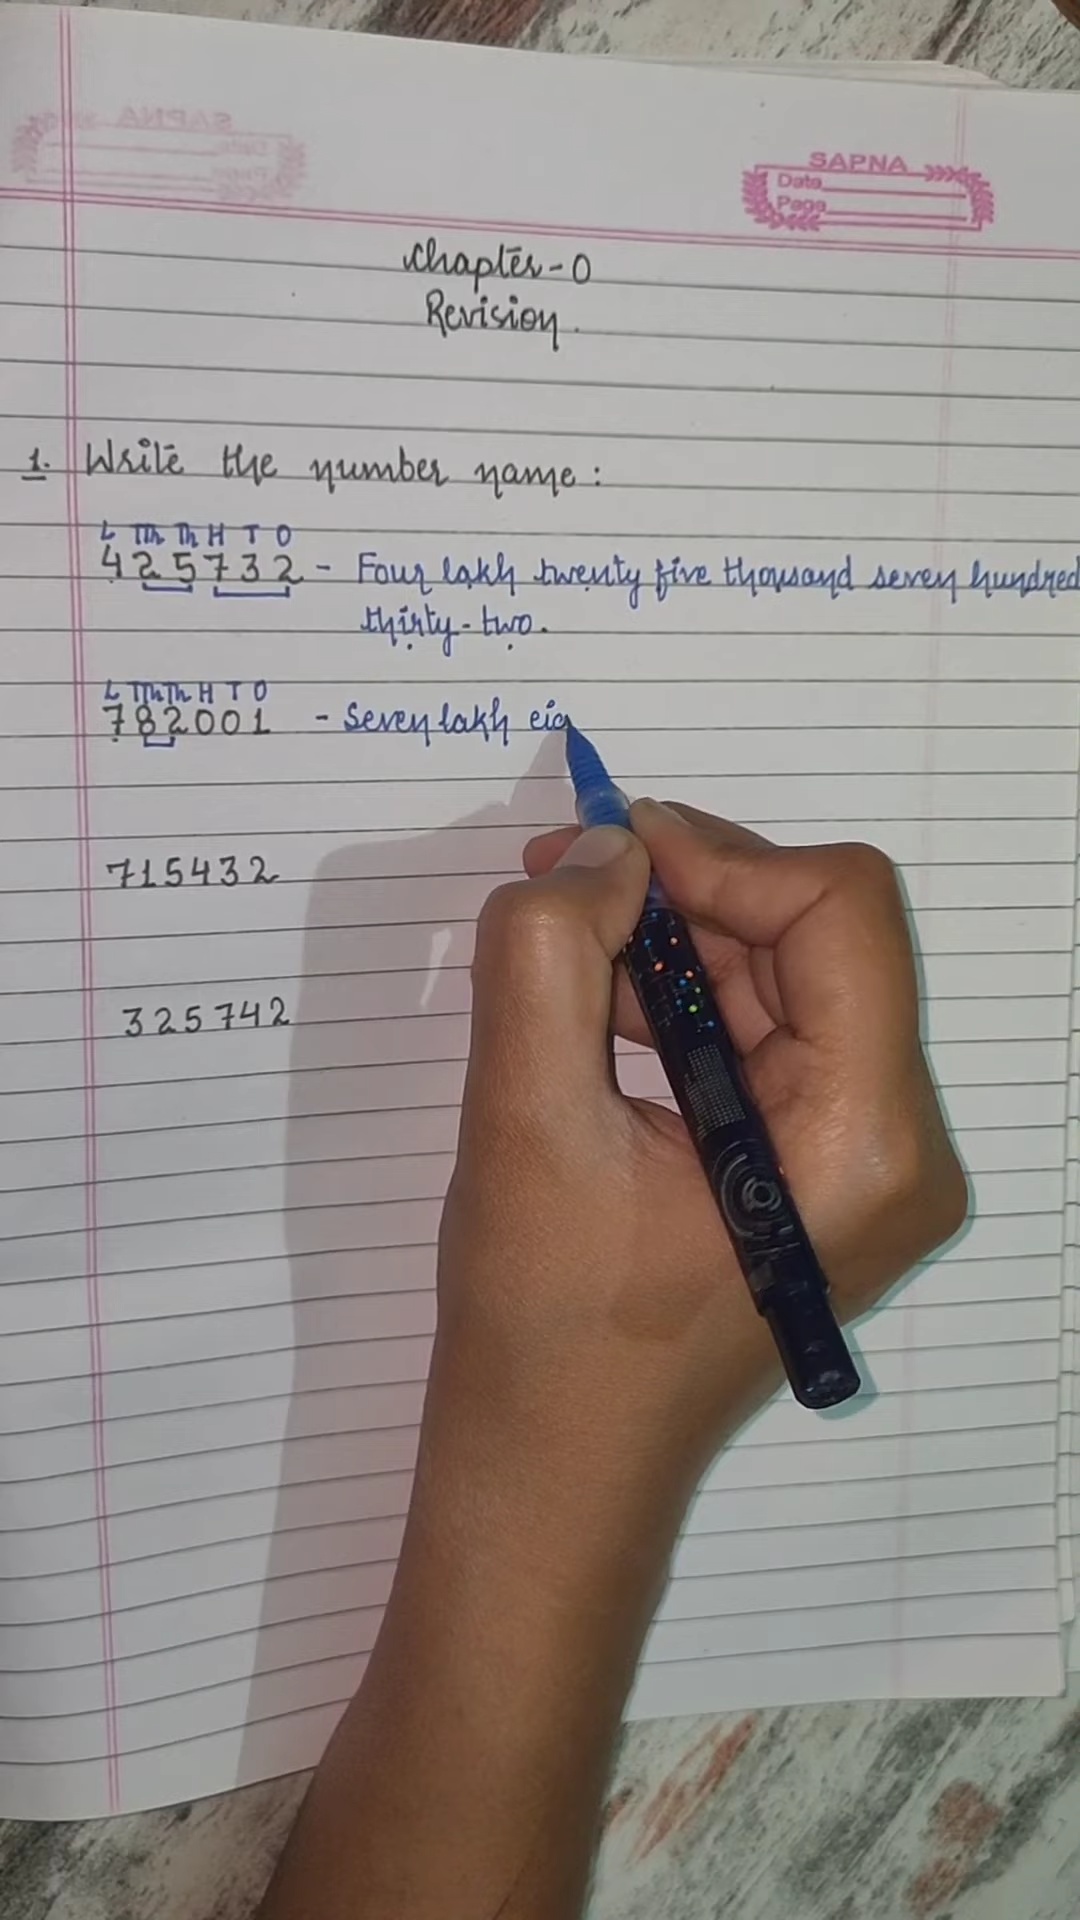 SAPNA
Date
Page
Chapter-0
Revision.
1. Write the number name :
L TTh Th H T O
425732 - Four lakh twenty five thousand seven hundred
thirty-two.
L TTh Th H T O
782001 - Seven lakh eig
715432
325742